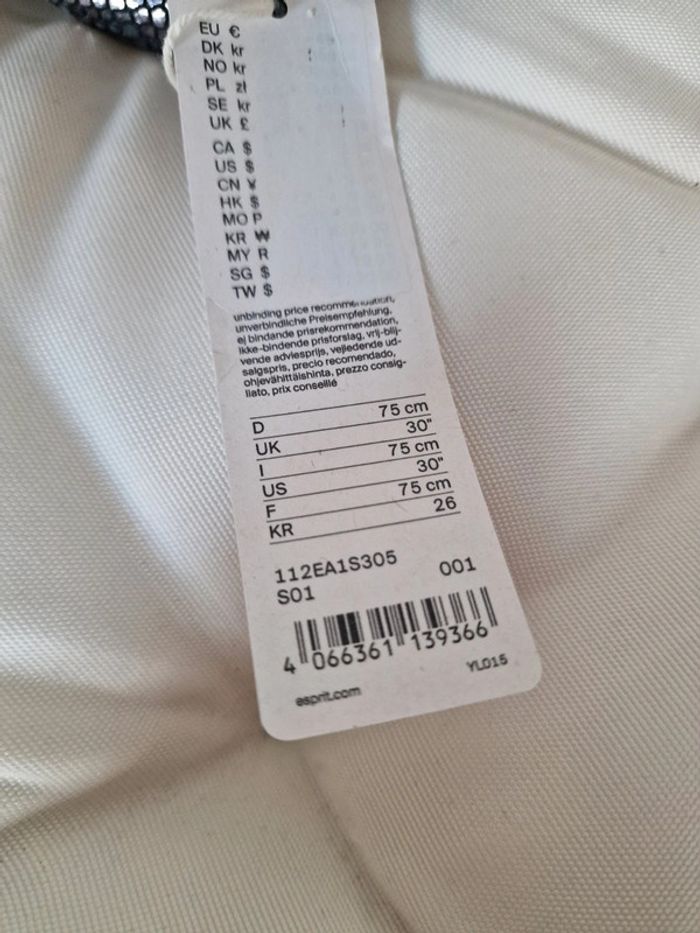 EU €
DK kr
NO kr
PL zł
SE kr
UK £
CA $
US $
CN ¥
HK $
MO P
KR ₩
MY R
SG $
TW $
unbinding price recommendation,
unverbindliche Preisempfehlung,
ej bindande prisrekommendation,
ikke-bindende prisforslag, vrij-blij-
vende adviesprijs, vejledende ud-
salgspris, precio recomendado,
ohjevähittäishinta, prezzo consig-
liato, prix conseillé
D 75 cm
UK 30"
I 75 cm
US 30"
F 75 cm
KR 26
112EA1S305
S01 001
4 066361 139366
esprit.com YL015